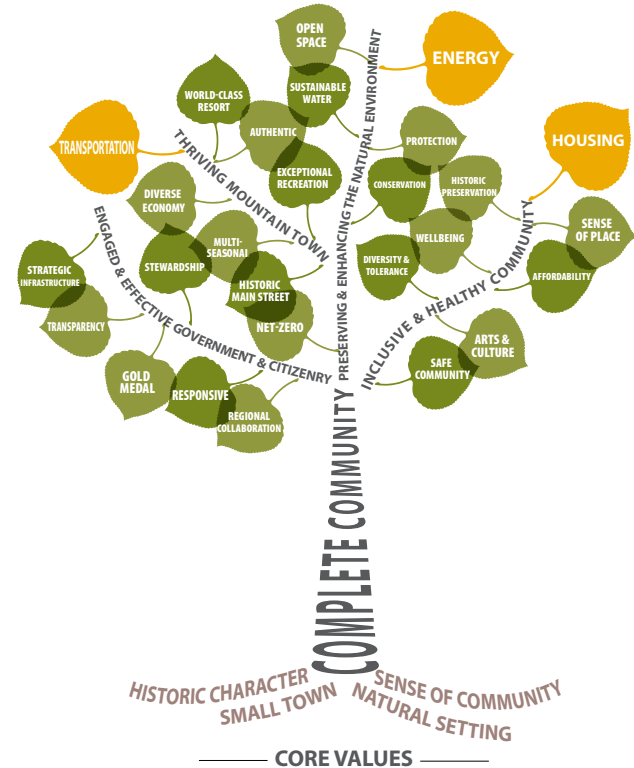 OPEN
SPACE
ENERGY
WORLD-CLASS
RESORT
SUSTAINABLE
WATER
TRANSPORTATION
AUTHENTIC
PROTECTION
HOUSING
THRIVING MOUNTAIN TOWN
EXCEPTIONAL
RECREATION
CONSERVATION
HISTORIC
PRESERVATION
DIVERSE
ECONOMY
SENSE
OF PLACE
MULTI-
SEASONAL
WELLBEING
STRATEGIC
INFRASTRUCTURE
STEWARDSHIP
HISTORIC
MAIN STREET
DIVERSITY &
TOLERANCE
AFFORDABILITY
TRANSPARENCY
NET-ZERO
ENGAGED & EFFECTIVE GOVERNMENT & CITIZENRY
PRESERVING & ENHANCING THE NATURAL ENVIRONMENT
INCLUSIVE & HEALTHY COMMUNITY
ARTS &
CULTURE
GOLD
MEDAL
RESPONSIVE
SAFE
COMMUNITY
REGIONAL
COLLABORATION
COMPLETE COMMUNITY
HISTORIC CHARACTER
SENSE OF COMMUNITY
SMALL TOWN
NATURAL SETTING
CORE VALUES